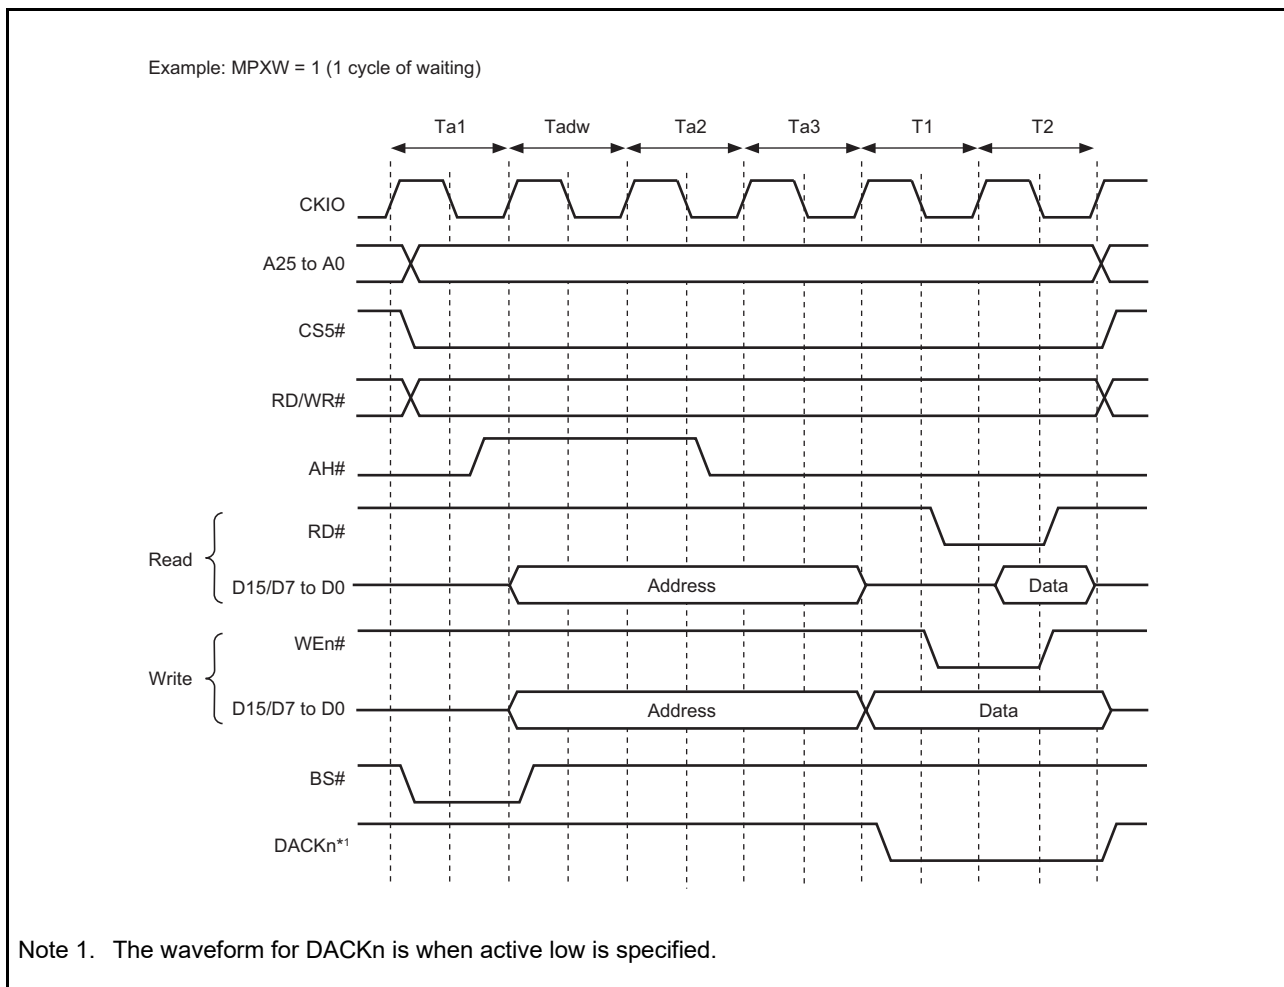 Example: MPXW = 1 (1 cycle of waiting)
Ta1 Tadw Ta2 Ta3 T1 T2
CKIO
A25 to A0
CS5#
RD/WR#
AH#
RD#
Read
D15/D7 to D0 Address Data
WEn#
Write
D15/D7 to D0 Address Data
BS#
DACKn*1
Note 1. The waveform for DACKn is when active low is specified.